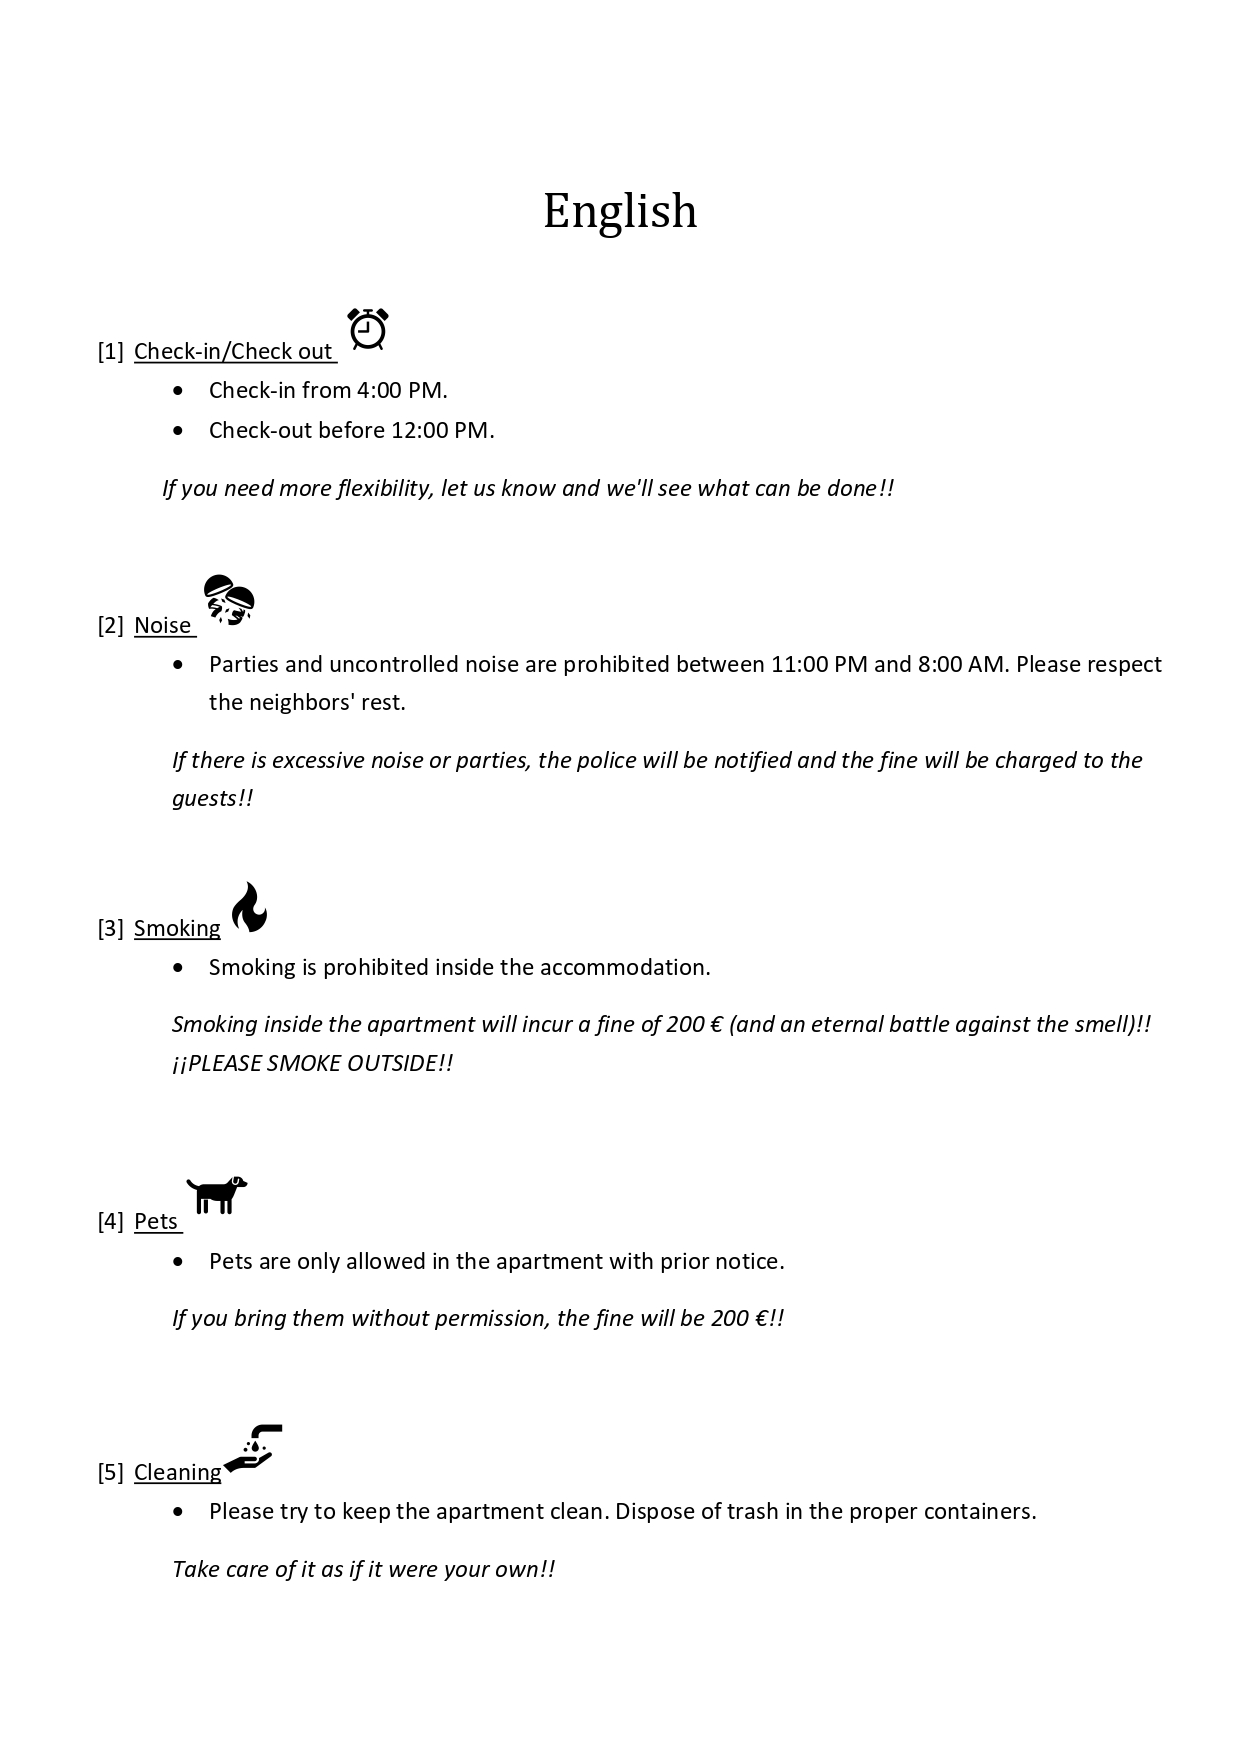 English
[1] Check-in/Check out
• Check-in from 4:00 PM.
• Check-out before 12:00 PM.
If you need more flexibility, let us know and we'll see what can be done!!
[2] Noise
• Parties and uncontrolled noise are prohibited between 11:00 PM and 8:00 AM. Please respect
the neighbors' rest.
If there is excessive noise or parties, the police will be notified and the fine will be charged to the
guests!!
[3] Smoking
• Smoking is prohibited inside the accommodation.
Smoking inside the apartment will incur a fine of 200 € (and an eternal battle against the smell)!!
¡¡PLEASE SMOKE OUTSIDE!!
[4] Pets
• Pets are only allowed in the apartment with prior notice.
If you bring them without permission, the fine will be 200 €!!
[5] Cleaning
• Please try to keep the apartment clean. Dispose of trash in the proper containers.
Take care of it as if it were your own!!